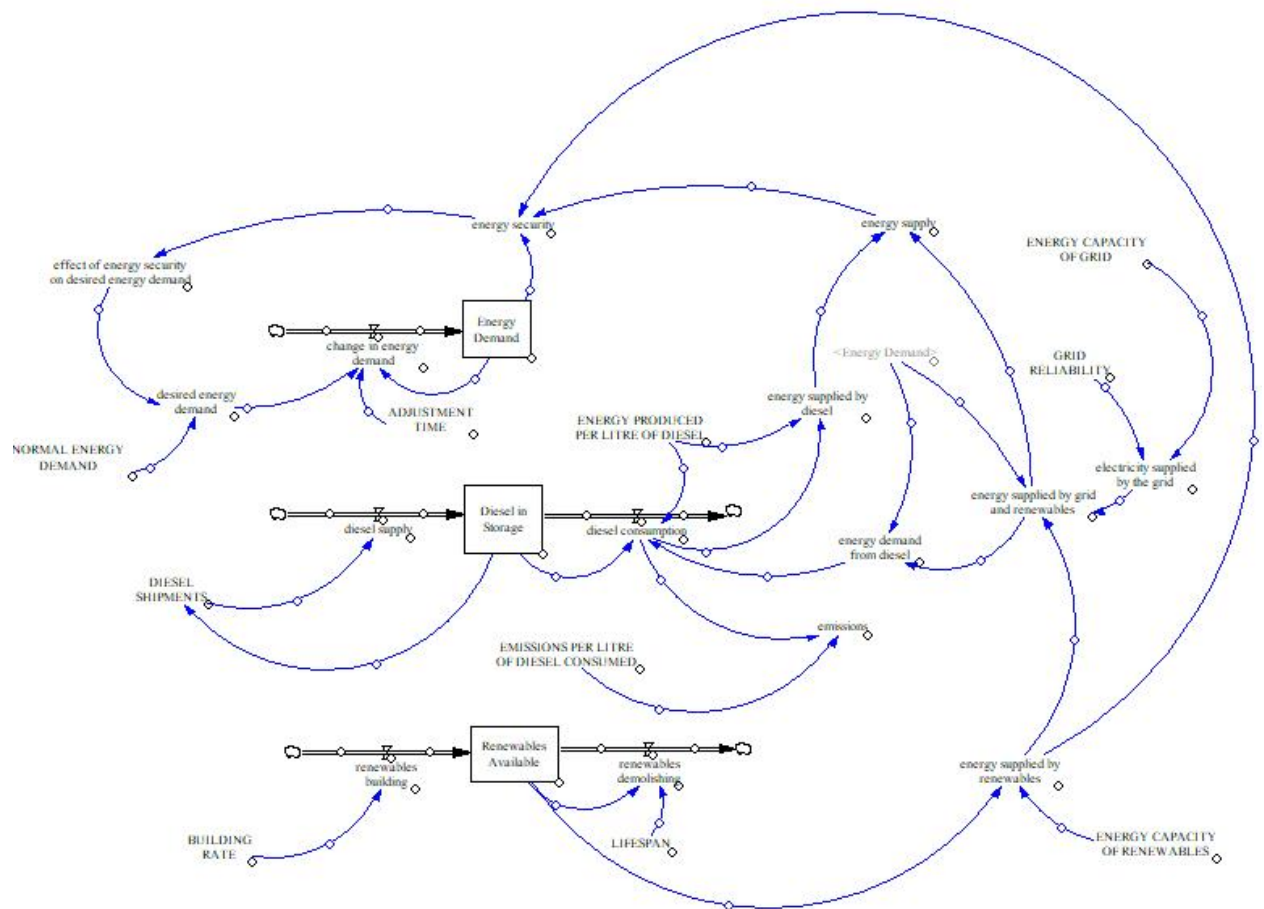 energy security
energy supply
ENERGY CAPACITY
OF GRID
effect of energy security
on desired energy demand
Energy
Demand
change in energy
demand
<Energy Demand>
GRID
RELIABILITY
desired energy
demand
ADJUSTMENT
TIME
energy supplied by
diesel
ENERGY PRODUCED
PER LITRE OF DIESEL
NORMAL ENERGY
DEMAND
electricity supplied
by the grid
energy supplied by grid
and renewables
Diesel in
Storage
diesel supply
diesel consumption
energy demand
from diesel
DIESEL
SHIPMENTS
emissions
EMISSIONS PER LITRE
OF DIESEL CONSUMED
Renewables
Available
renewables
building
renewables
demolishing
energy supplied by
renewables
BUILDING
RATE
LIFESPAN
ENERGY CAPACITY
OF RENEWABLES